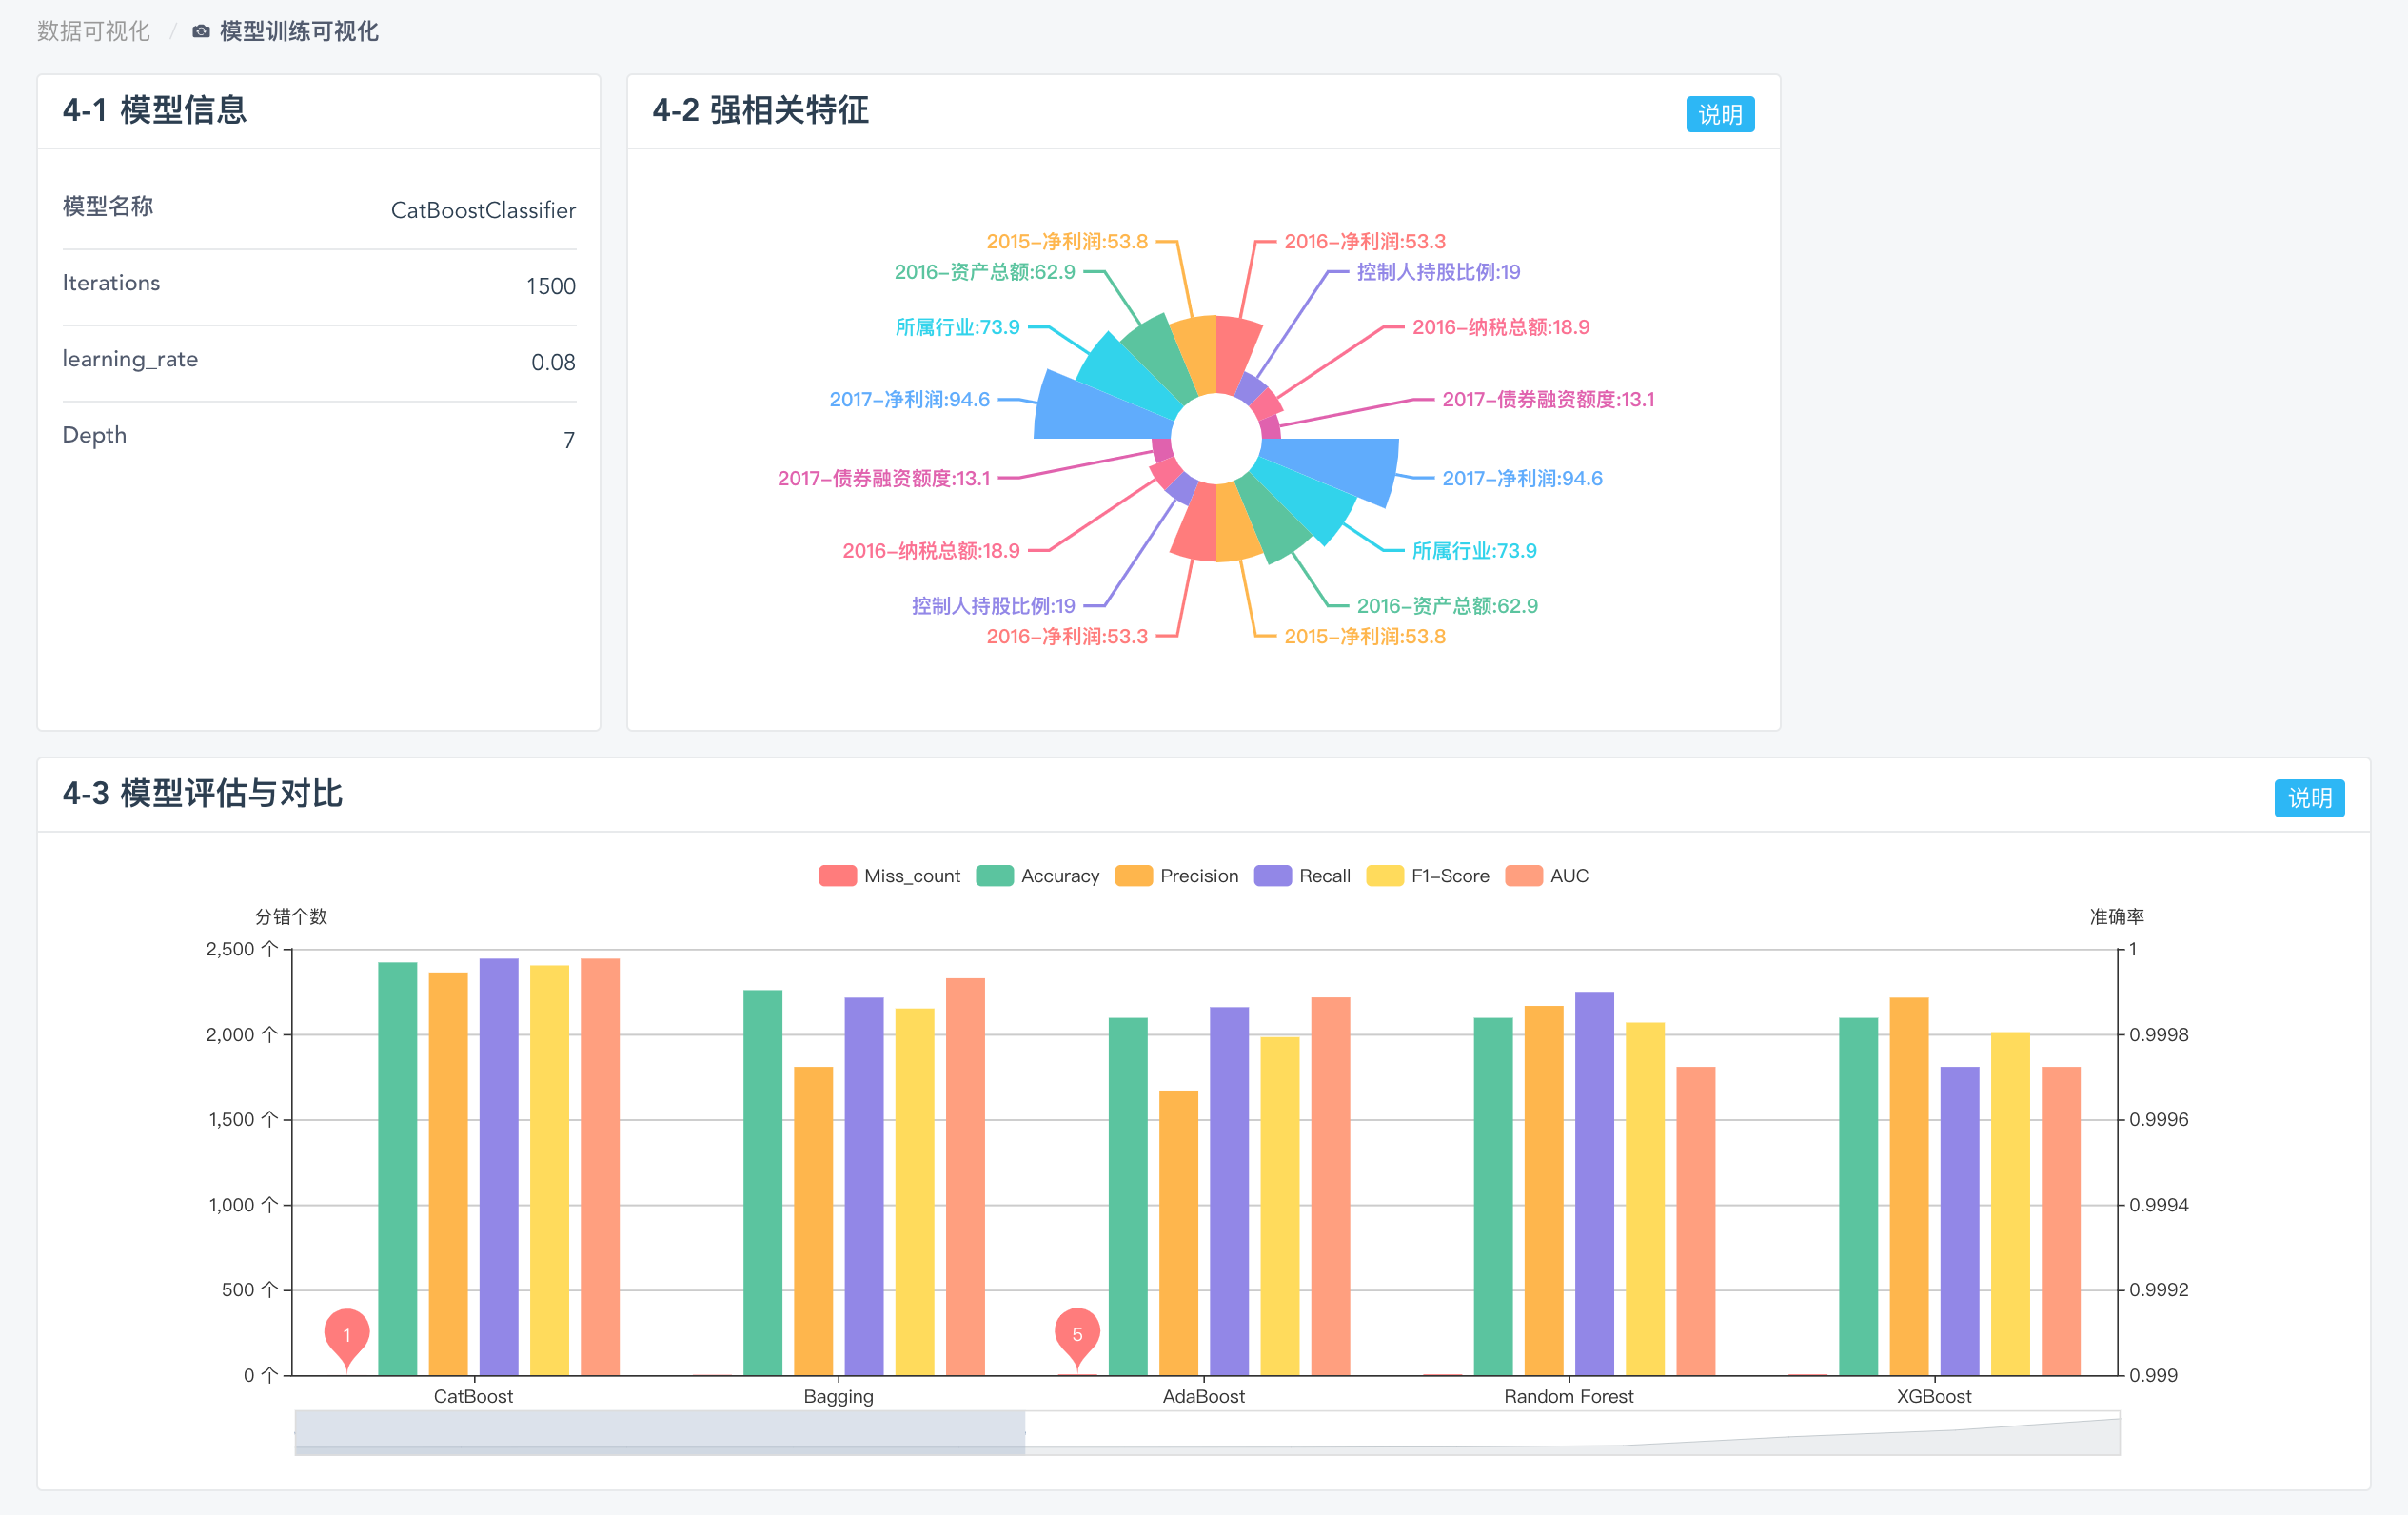 数据可视化 / 模型训练可视化
4-1 模型信息
模型名称 CatBoostClassifier
Iterations 1500
learning_rate 0.08
Depth 7
4-2 强相关特征
说明
2015-净利润:53.8
2016-净利润:53.3
2016-资产总额:62.9
控制人持股比例:19
所属行业:73.9
2016-纳税总额:18.9
2017-净利润:94.6
2017-债券融资额度:13.1
2017-债券融资额度:13.1
2017-净利润:94.6
2016-纳税总额:18.9
所属行业:73.9
控制人持股比例:19
2016-资产总额:62.9
2016-净利润:53.3
2015-净利润:53.8
4-3 模型评估与对比
说明
Miss_count Accuracy Precision Recall F1-Score AUC
分错个数
准确率
2,500 个
1
2,000 个
0.9998
1,500 个
0.9996
1,000 个
0.9994
500 个
0.9992
1
5
0 个
0.999
CatBoost Bagging AdaBoost Random Forest XGBoost